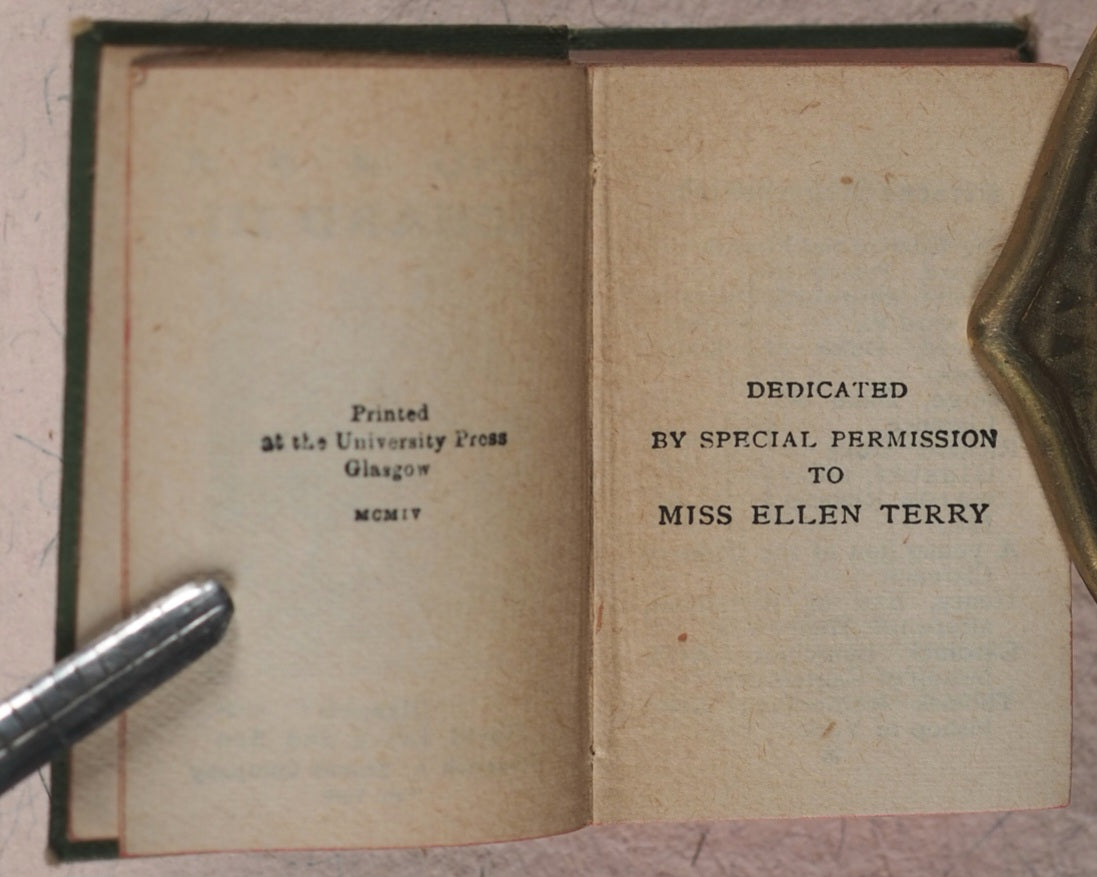 Printed
at the University Press
Glasgow
MCMIV
DEDICATED
BY SPECIAL PERMISSION
TO
MISS ELLEN TERRY